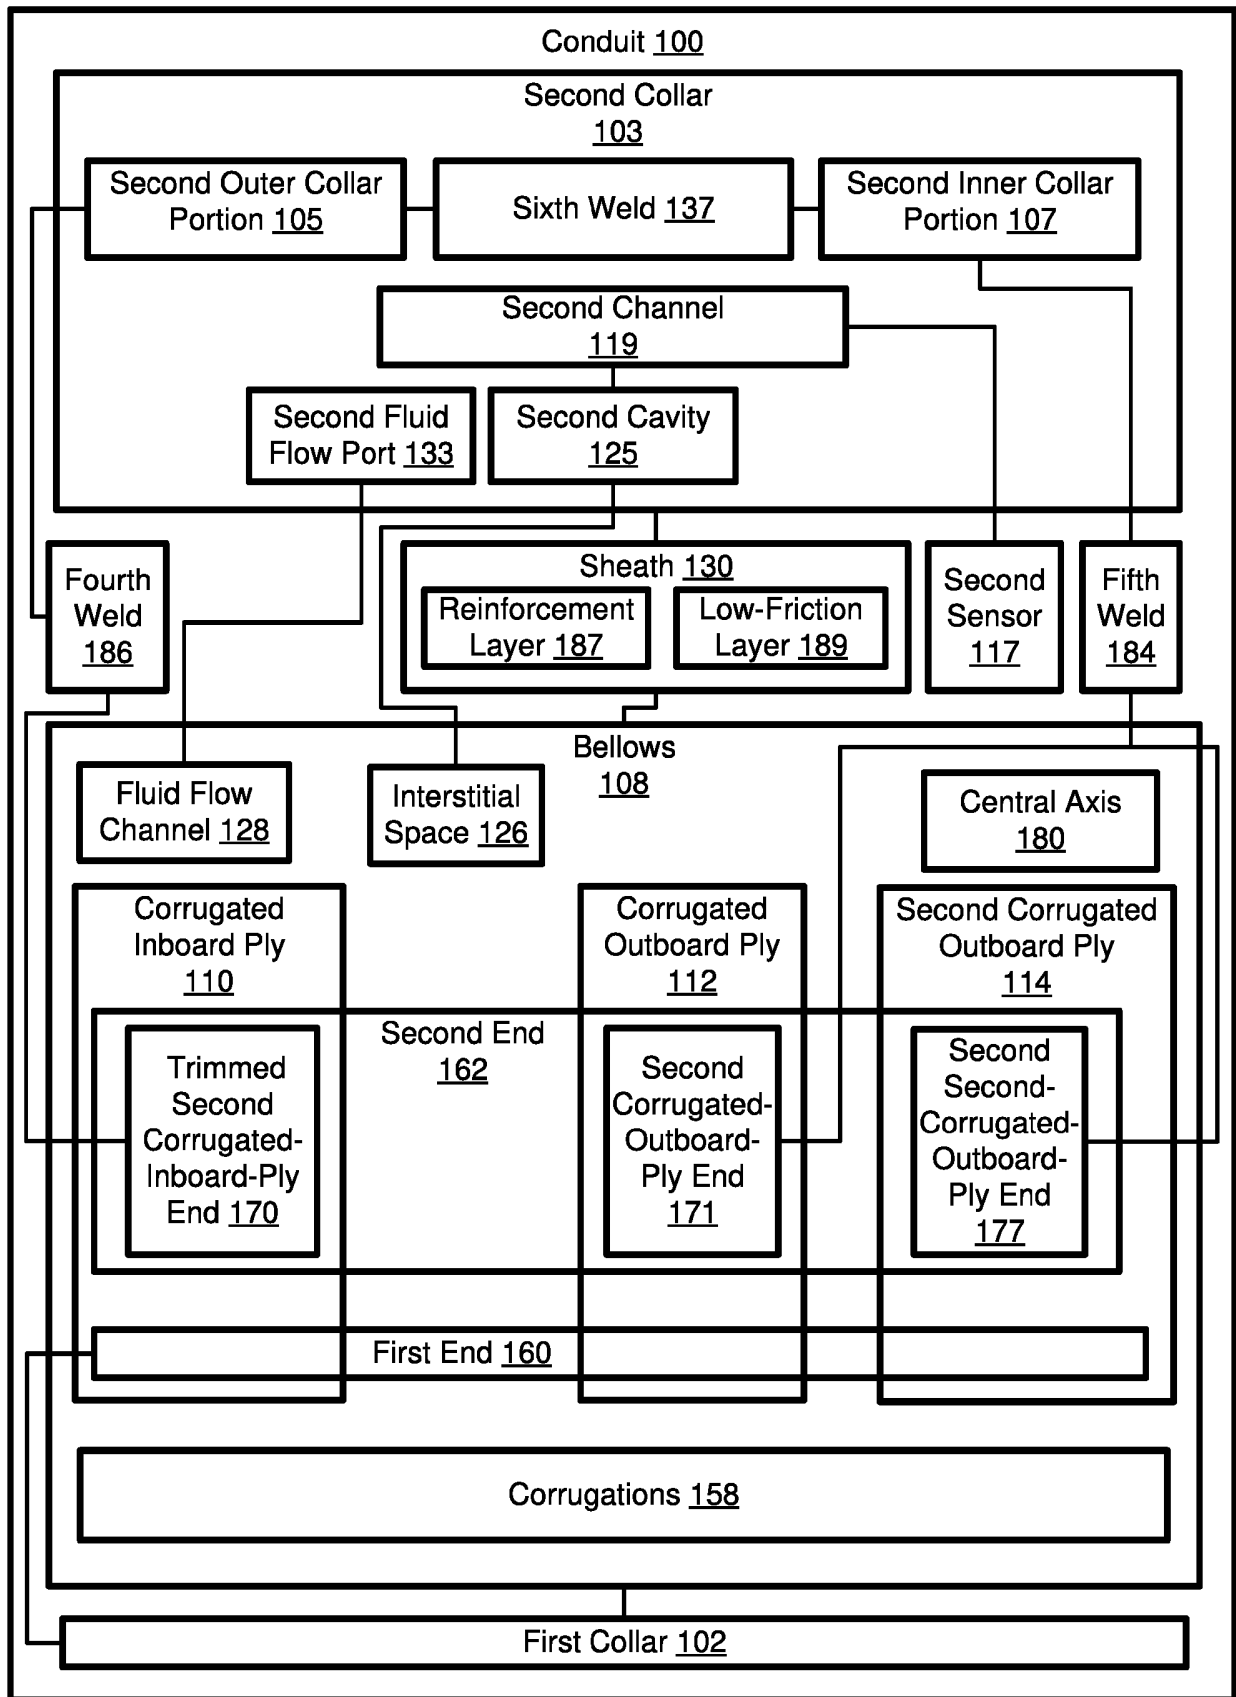 Conduit 100
Second Collar
103
Second Outer Collar
Portion 105
Sixth Weld 137
Second Inner Collar
Portion 107
Second Channel
119
Second Fluid
Flow Port 133
Second Cavity
125
Fourth
Weld
186
Sheath 130
Reinforcement
Layer 187
Low-Friction
Layer 189
Second
Sensor
117
Fifth
Weld
184
Bellows
108
Fluid Flow
Channel 128
Interstitial
Space 126
Central Axis
180
Corrugated
Inboard Ply
110
Corrugated
Outboard Ply
112
Second Corrugated
Outboard Ply
114
Second End
162
Trimmed
Second
Corrugated-
Inboard-Ply
End 170
Second
Corrugated-
Outboard-
Ply End
171
Second
Second-
Corrugated-
Outboard-
Ply End
177
First End 160
Corrugations 158
First Collar 102